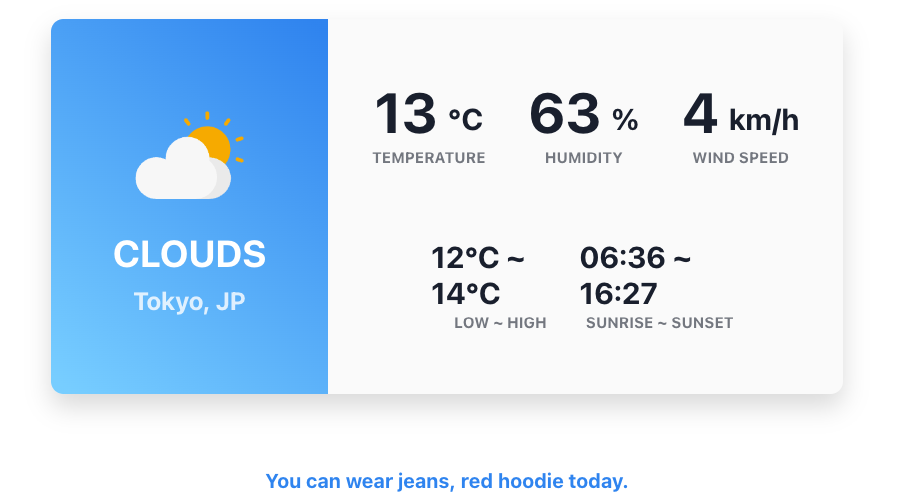 CLOUDS
Tokyo, JP
13 °C
TEMPERATURE
63 %
HUMIDITY
4 km/h
WIND SPEED
12°C ~
14°C
LOW ~ HIGH
06:36 ~
16:27
SUNRISE ~ SUNSET
You can wear jeans, red hoodie today.